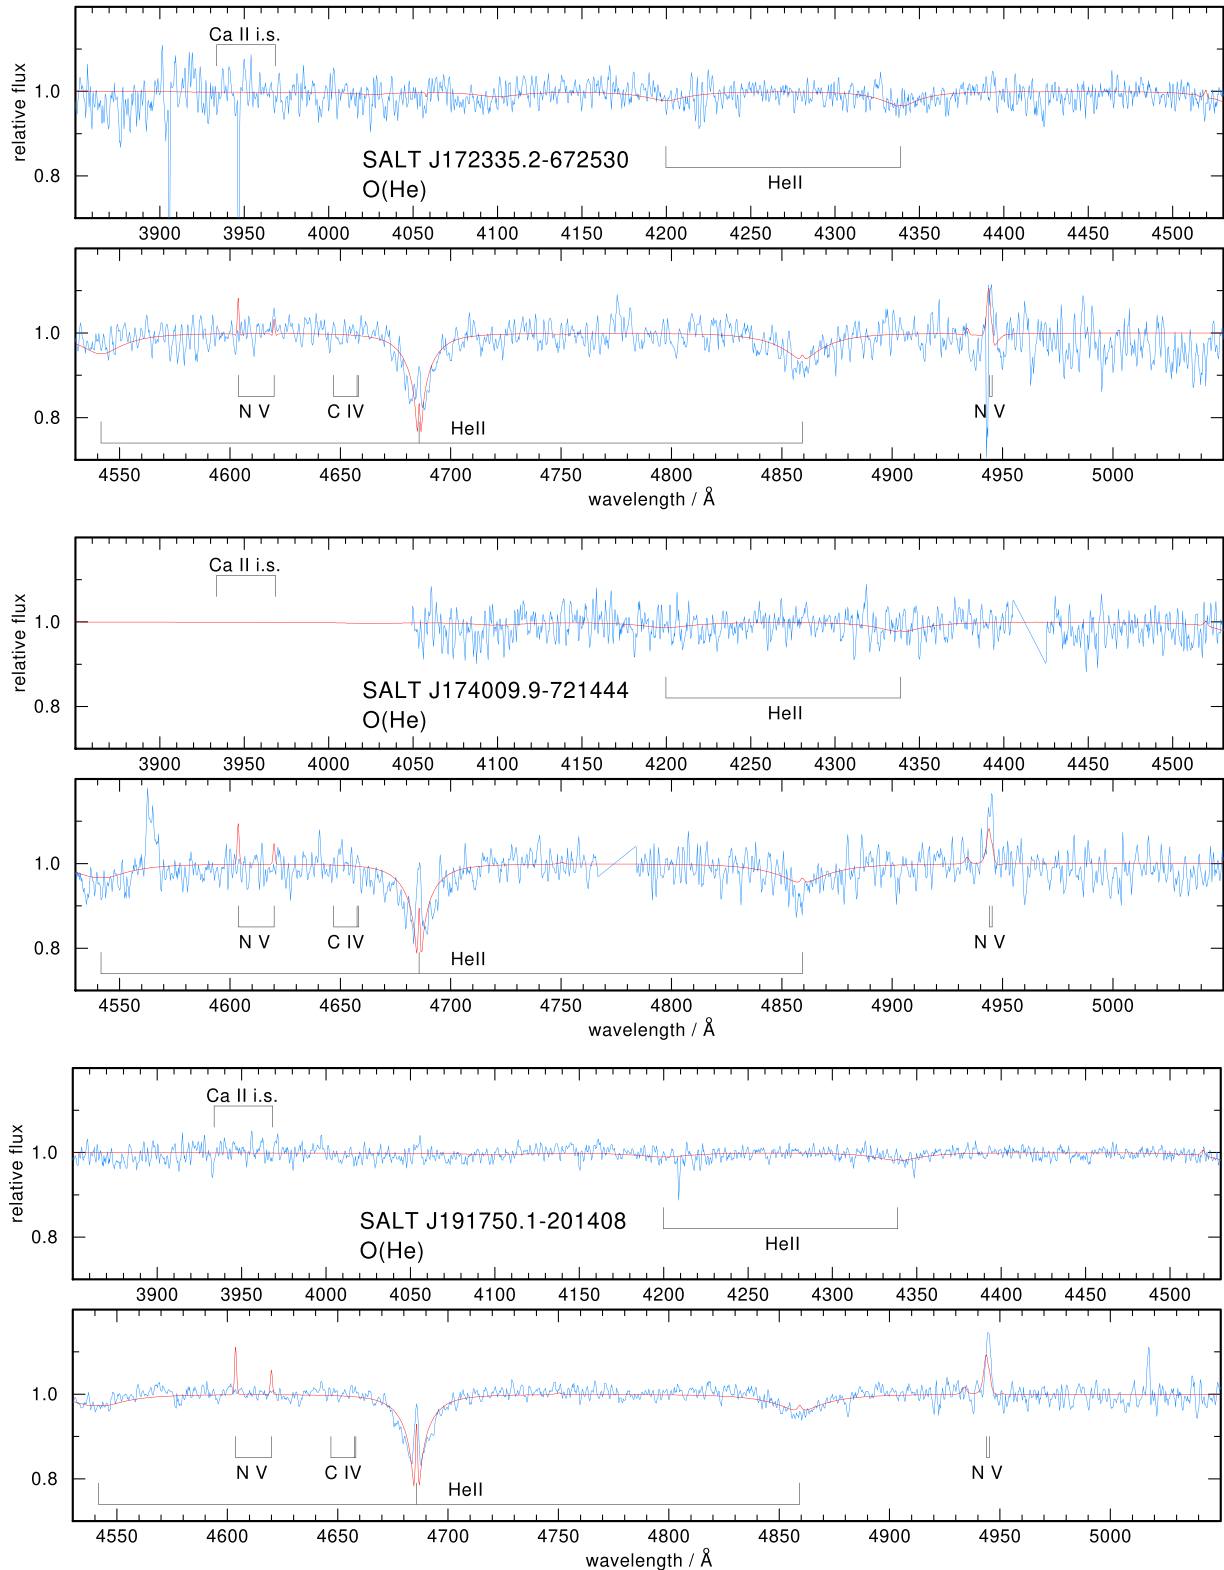 Ca II i.s.
relative flux
1.0
0.8
SALT J172335.2-672530
O(He)
HeII
3900 3950 4000 4050 4100 4150 4200 4250 4300 4350 4400 4450 4500
1.0
0.8
N V
C IV
N V
HeII
4550 4600 4650 4700 4750 4800 4850 4900 4950 5000
wavelength / Å
Ca II i.s.
relative flux
1.0
0.8
SALT J174009.9-721444
O(He)
HeII
3900 3950 4000 4050 4100 4150 4200 4250 4300 4350 4400 4450 4500
1.0
0.8
N V
C IV
N V
HeII
4550 4600 4650 4700 4750 4800 4850 4900 4950 5000
wavelength / Å
Ca II i.s.
relative flux
1.0
0.8
SALT J191750.1-201408
O(He)
HeII
3900 3950 4000 4050 4100 4150 4200 4250 4300 4350 4400 4450 4500
1.0
0.8
N V
C IV
N V
HeII
4550 4600 4650 4700 4750 4800 4850 4900 4950 5000
wavelength / Å